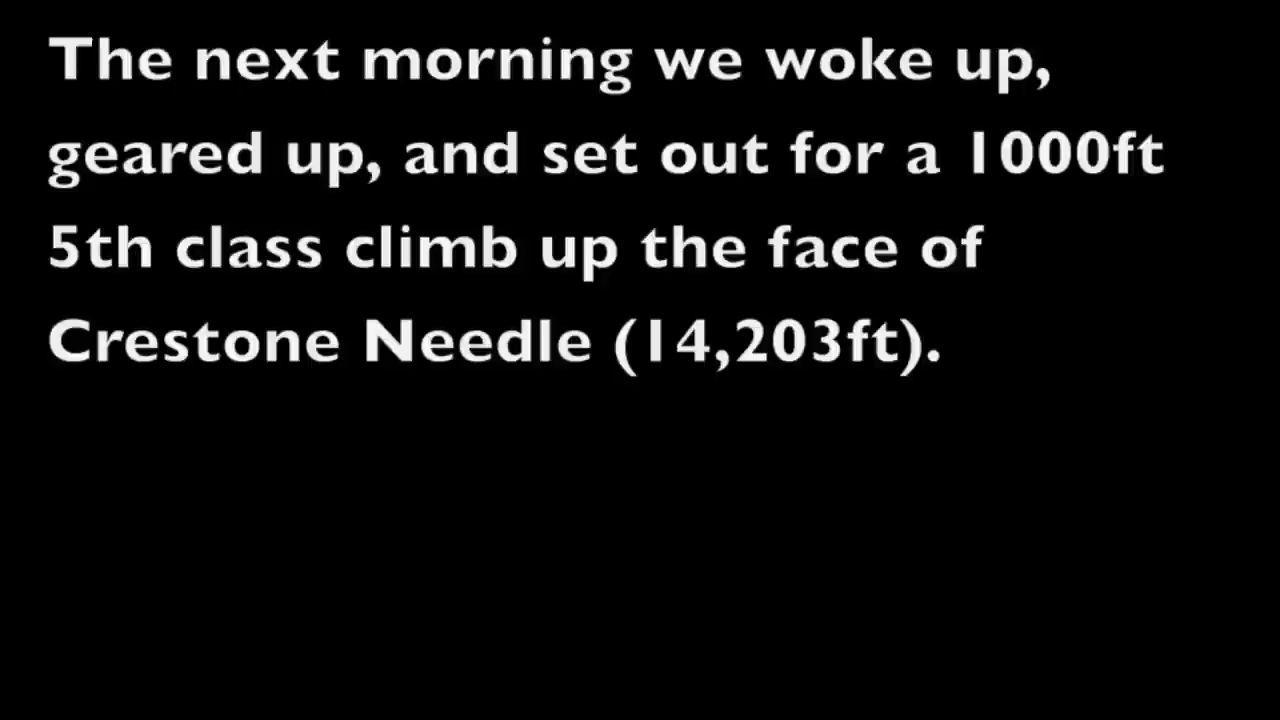 The next morning we woke up,
geared up, and set out for a 1000ft
5th class climb up the face of
Crestone Needle (14,203ft).